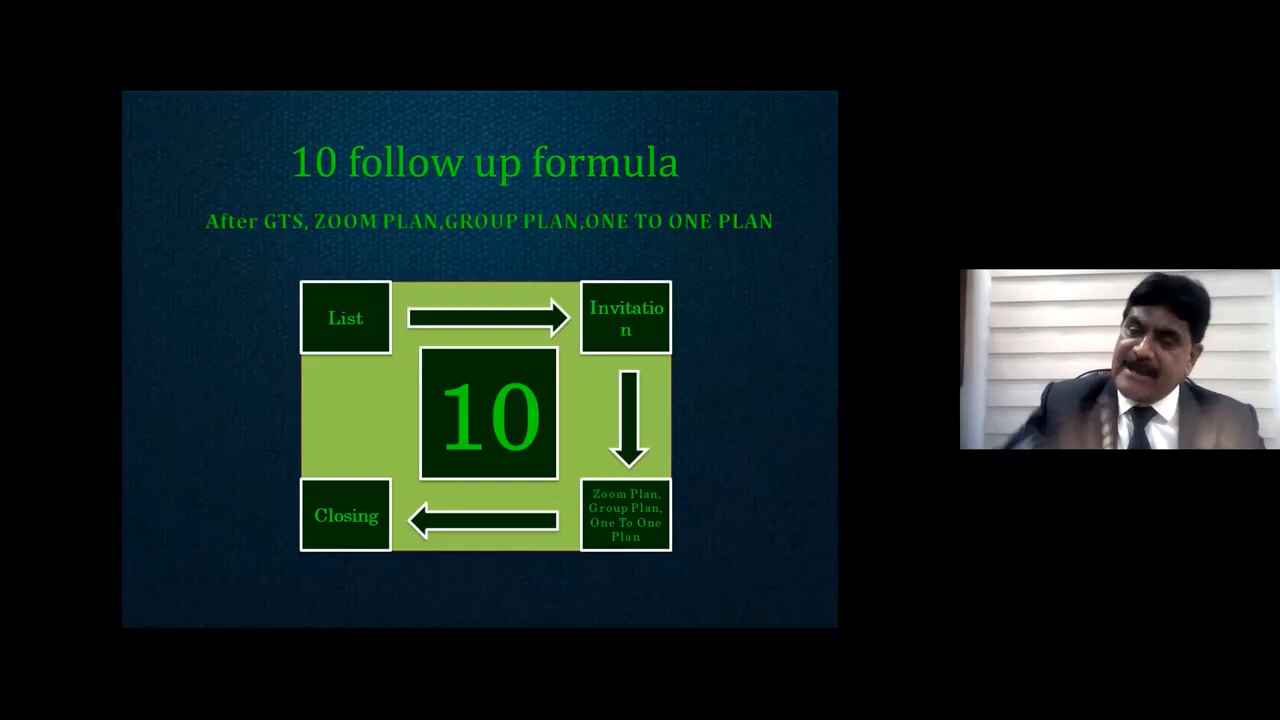 10 follow up formula
After GTS, ZOOM PLAN,GROUP PLAN,ONE TO ONE PLAN
List
Invitatio
n
10
Closing
Zoom Plan,
Group Plan,
One To One
Plan